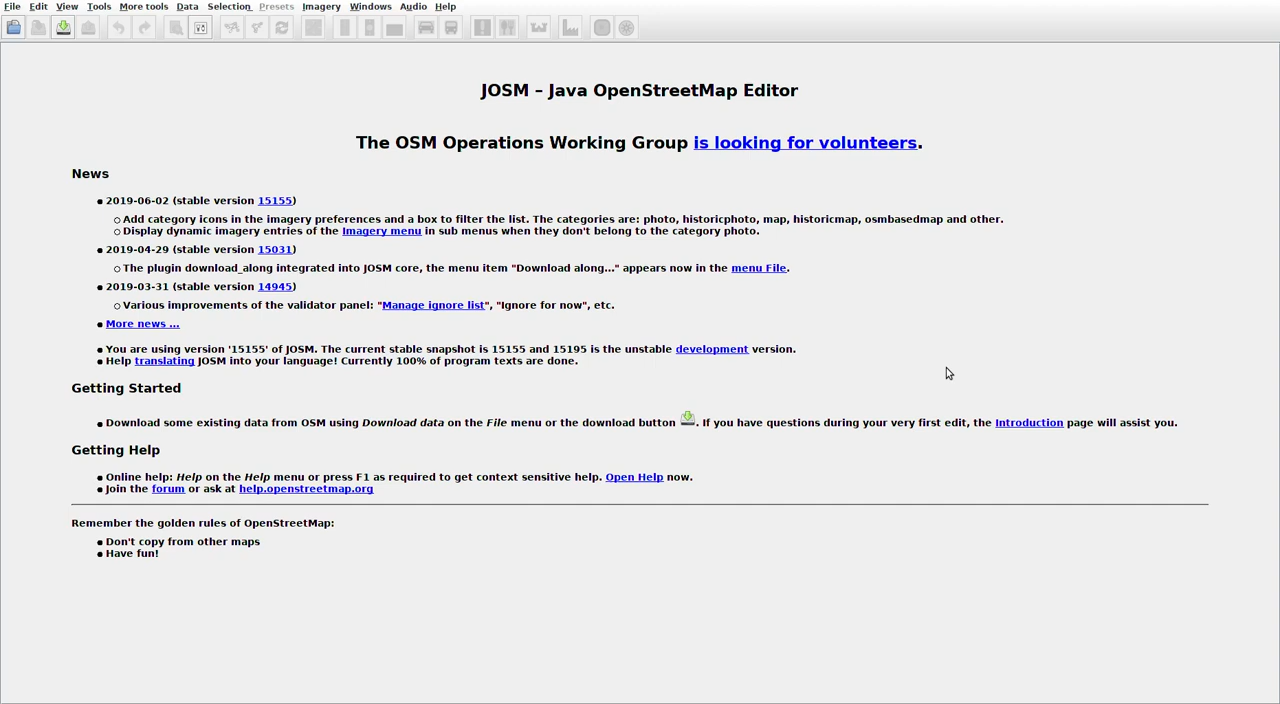 File Edit View Tools More tools Data Selection Presets Imagery Windows Audio Help
JOSM – Java OpenStreetMap Editor
The OSM Operations Working Group is looking for volunteers.
News
2019-06-02 (stable version 15155)
Add category icons in the imagery preferences and a box to filter the list. The categories are: photo, historicphoto, map, historicmap, osmbasedmap and other.
Display dynamic imagery entries of the Imagery menu in sub menus when they don't belong to the category photo.
2019-04-29 (stable version 15031)
The plugin download_along integrated into JOSM core, the menu item "Download along..." appears now in the menu File.
2019-03-31 (stable version 14945)
Various improvements of the validator panel: "Manage ignore list", "Ignore for now", etc.
More news ...
You are using version '15155' of JOSM. The current stable snapshot is 15155 and 15195 is the unstable development version.
Help translating JOSM into your language! Currently 100% of program texts are done.
Getting Started
Download some existing data from OSM using Download data on the File menu or the download button . If you have questions during your very first edit, the Introduction page will assist you.
Getting Help
Online help: Help on the Help menu or press F1 as required to get context sensitive help. Open Help now.
Join the forum or ask at help.openstreetmap.org
Remember the golden rules of OpenStreetMap:
Don't copy from other maps
Have fun!